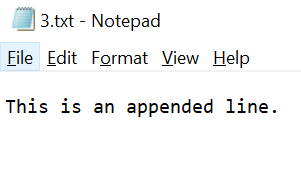 3.txt - Notepad
File Edit Format View Help
This is an appended line.